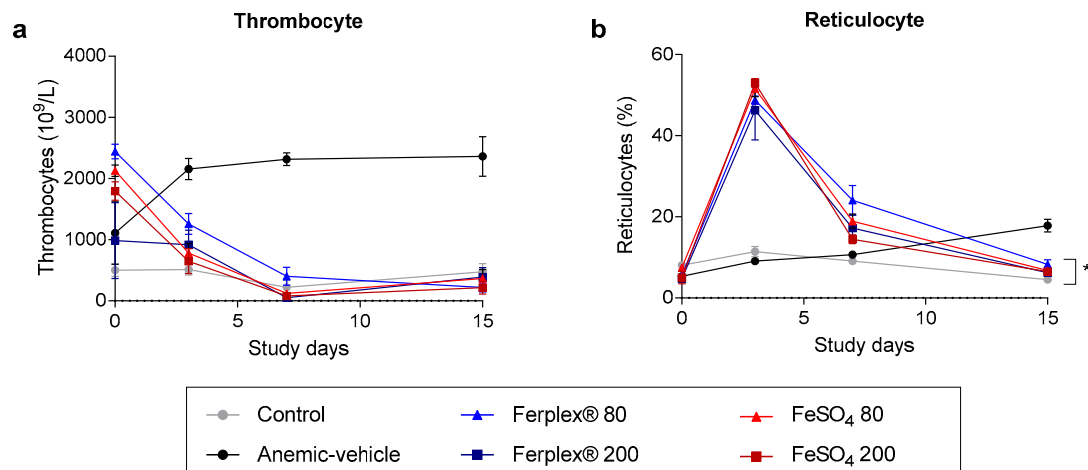 a
Thrombocyte
Thrombocytes (10⁹/L)
4000
3000
2000
1000
0
0
5
10
15
Study days
b
Reticulocyte
Reticulocytes (%)
60
40
20
0
0
5
10
15
Study days
*
Control
Ferplex® 80
FeSO₄ 80
Anemic-vehicle
Ferplex® 200
FeSO₄ 200